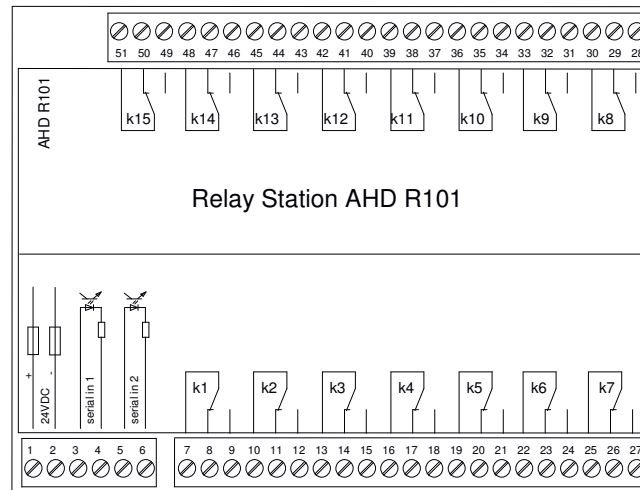 51 50 49 48 47 46 45 44 43 42 41 40 39 38 37 36 35 34 33 32 31 30 29 28
AHD R101
k15 k14 k13 k12 k11 k10 k9 k8
Relay Station AHD R101
+ -
24VDC
serial in 1
serial in 2
k1 k2 k3 k4 k5 k6 k7
1 2 3 4 5 6 7 8 9 10 11 12 13 14 15 16 17 18 19 20 21 22 23 24 25 26 27